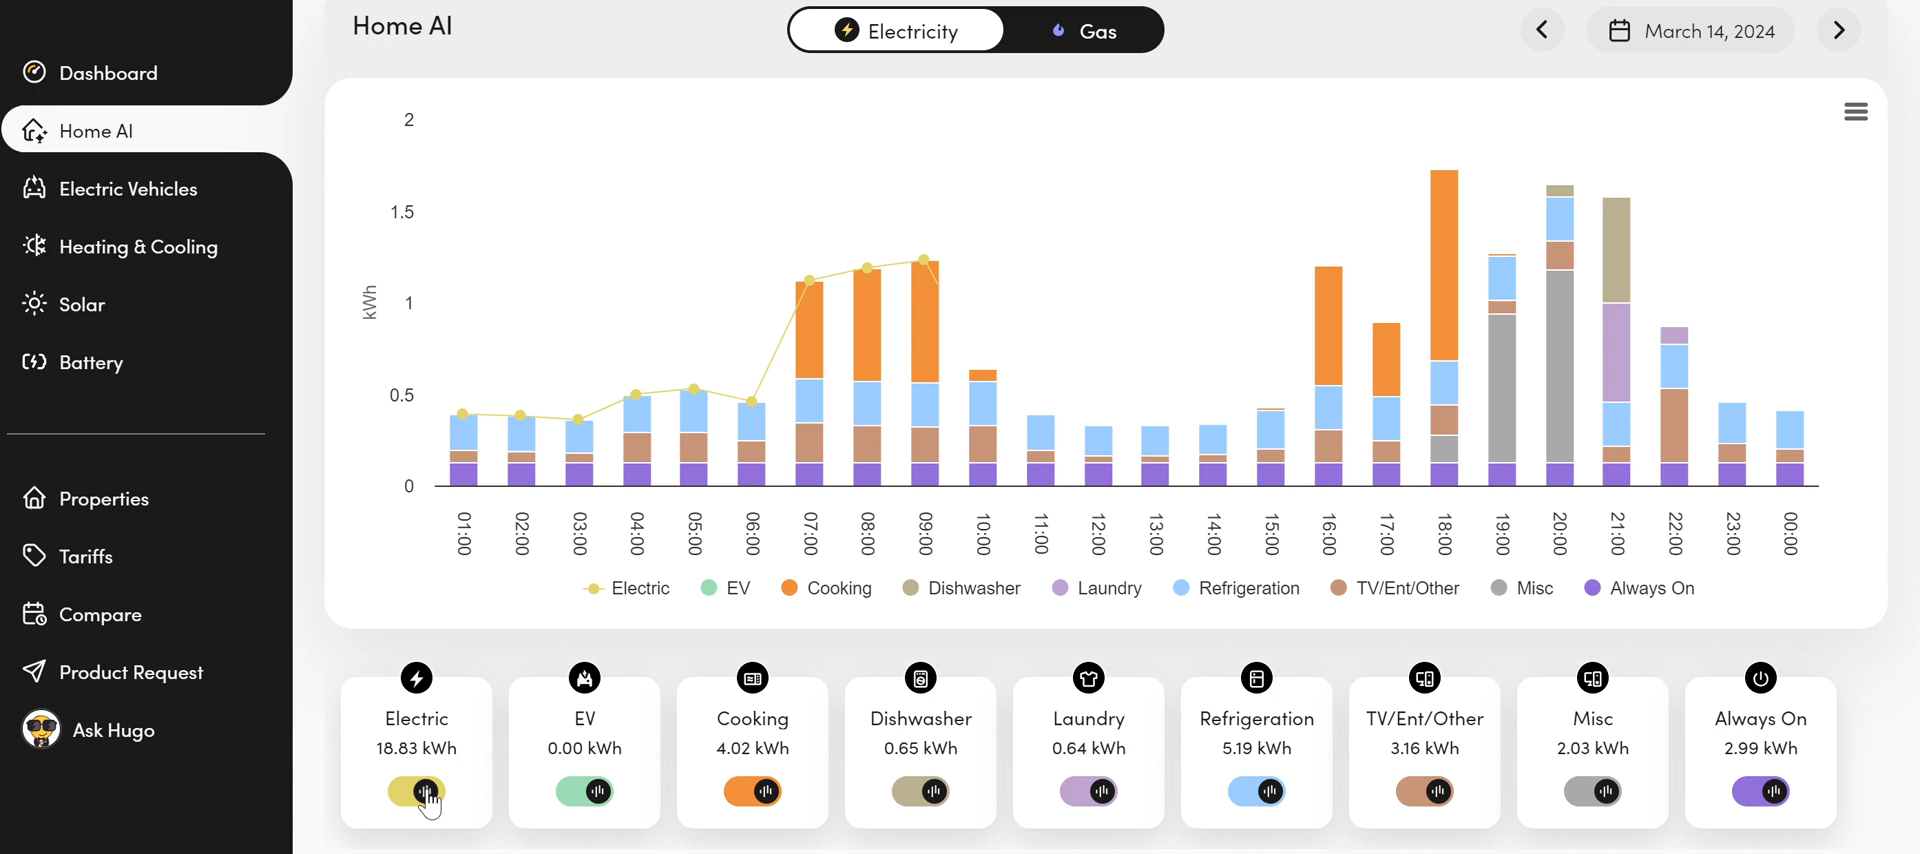 Dashboard
Home AI
Electric Vehicles
Heating & Cooling
Solar
Battery
Properties
Tariffs
Compare
Product Request
Ask Hugo
Home AI
Electricity
Gas
March 14, 2024
kWh
2
1.5
1
0.5
0
01:00
02:00
03:00
04:00
05:00
06:00
07:00
08:00
09:00
10:00
11:00
12:00
13:00
14:00
15:00
16:00
17:00
18:00
19:00
20:00
21:00
22:00
23:00
00:00
Electric EV Cooking Dishwasher Laundry Refrigeration TV/Ent/Other Misc Always On
Electric
18.83 kWh
EV
0.00 kWh
Cooking
4.02 kWh
Dishwasher
0.65 kWh
Laundry
0.64 kWh
Refrigeration
5.19 kWh
TV/Ent/Other
3.16 kWh
Misc
2.03 kWh
Always On
2.99 kWh